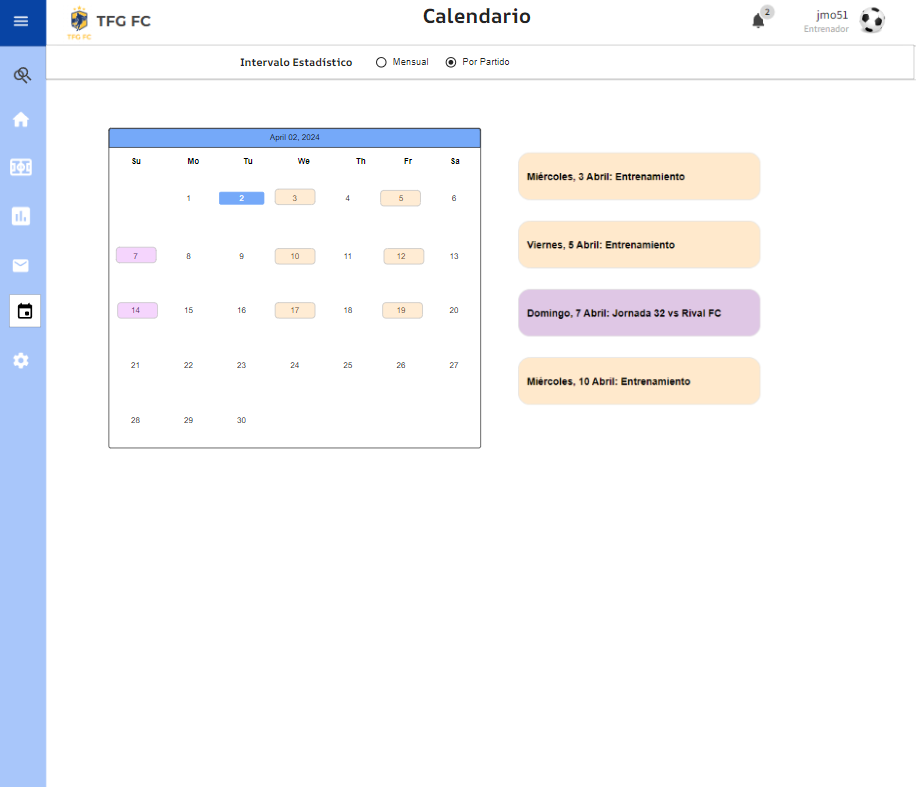 TFG FC
TFG FC
Calendario
2
jmo51
Entrenador
Intervalo Estadístico
Mensual
Por Partido
April 02, 2024
Su Mo Tu We Th Fr Sa
1 2 3 4 5 6
7 8 9 10 11 12 13
14 15 16 17 18 19 20
21 22 23 24 25 26 27
28 29 30
Miércoles, 3 Abril: Entrenamiento
Viernes, 5 Abril: Entrenamiento
Domingo, 7 Abril: Jornada 32 vs Rival FC
Miércoles, 10 Abril: Entrenamiento